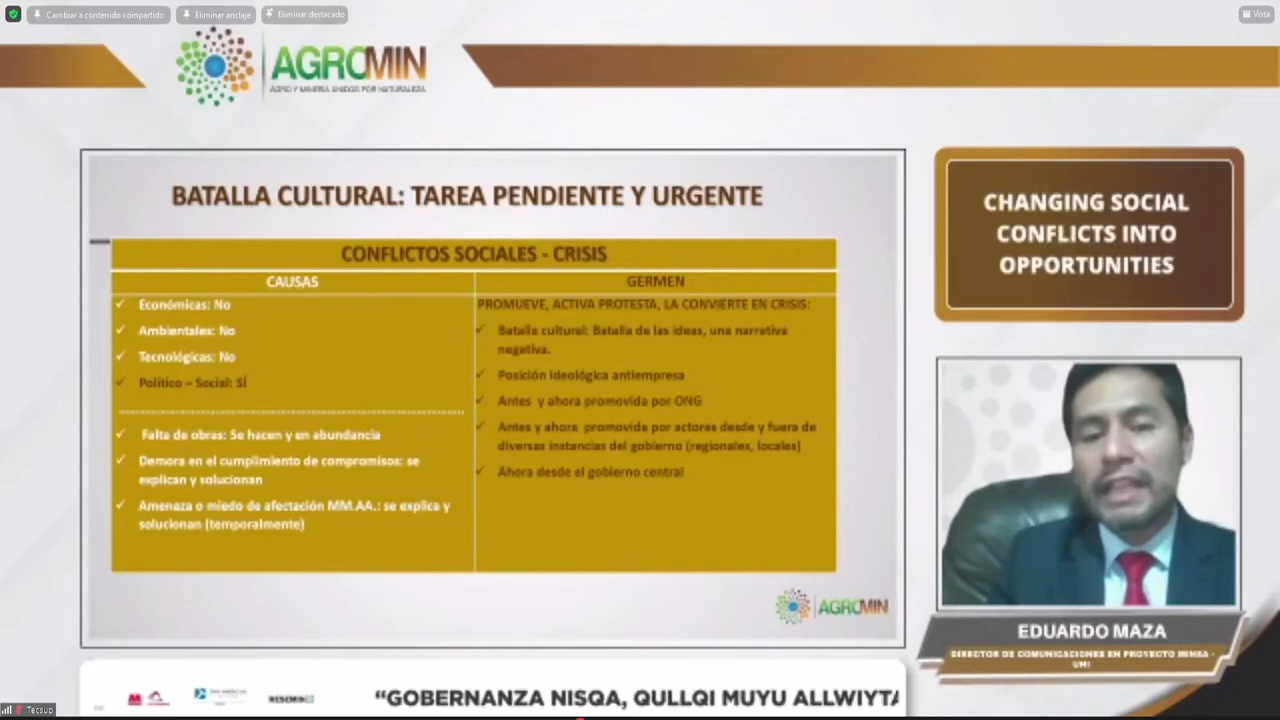 Cambiar a contenido compartido
Eliminar anclaje
Eliminar destacado
Vista
AGROMIN
AGRO Y MINERÍA UNIDOS POR NATURALEZA
BATALLA CULTURAL: TAREA PENDIENTE Y URGENTE
CONFLICTOS SOCIALES - CRISIS
CAUSAS
✓ Económicas: No
✓ Ambientales: No
✓ Tecnológicas: No
✓ Político – Social: SÍ
✓ Falta de obras: Se hacen y en abundancia
✓ Demora en el cumplimiento de compromisos: se
explican y solucionan
✓ Amenaza o miedo de afectación MM.AA.: se explica y
solucionan (temporalmente)
GERMEN
PROMUEVE, ACTIVA PROTESTA, LA CONVIERTE EN CRISIS:
✓ Batalla cultural: Batalla de las ideas, una narrativa
negativa.
✓ Posición ideológica antiempresa
✓ Antes y ahora promovida por ONG
✓ Antes y ahora promovida por actores desde y fuera de
diversas instancias del gobierno (regionales, locales)
✓ Ahora desde el gobierno central
AGROMIN
CHANGING SOCIAL
CONFLICTS INTO
OPPORTUNITIES
EDUARDO MAZA
DIRECTOR DE COMUNICACIONES EN PROYECTO MINSA -
UMI
RESEMIN
“GOBERNANZA NISQA, QULLQI MUYU ALLWIYTA
Tecsup